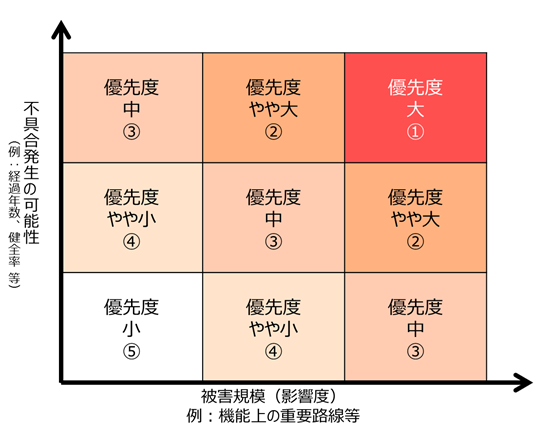 不具合発生の可能性
（例：経過年数、健全率 等）
優先度
中
③
優先度
やや大
②
優先度
大
①
優先度
やや小
④
優先度
中
③
優先度
やや大
②
優先度
小
⑤
優先度
やや小
④
優先度
中
③
被害規模（影響度）
例：機能上の重要路線等